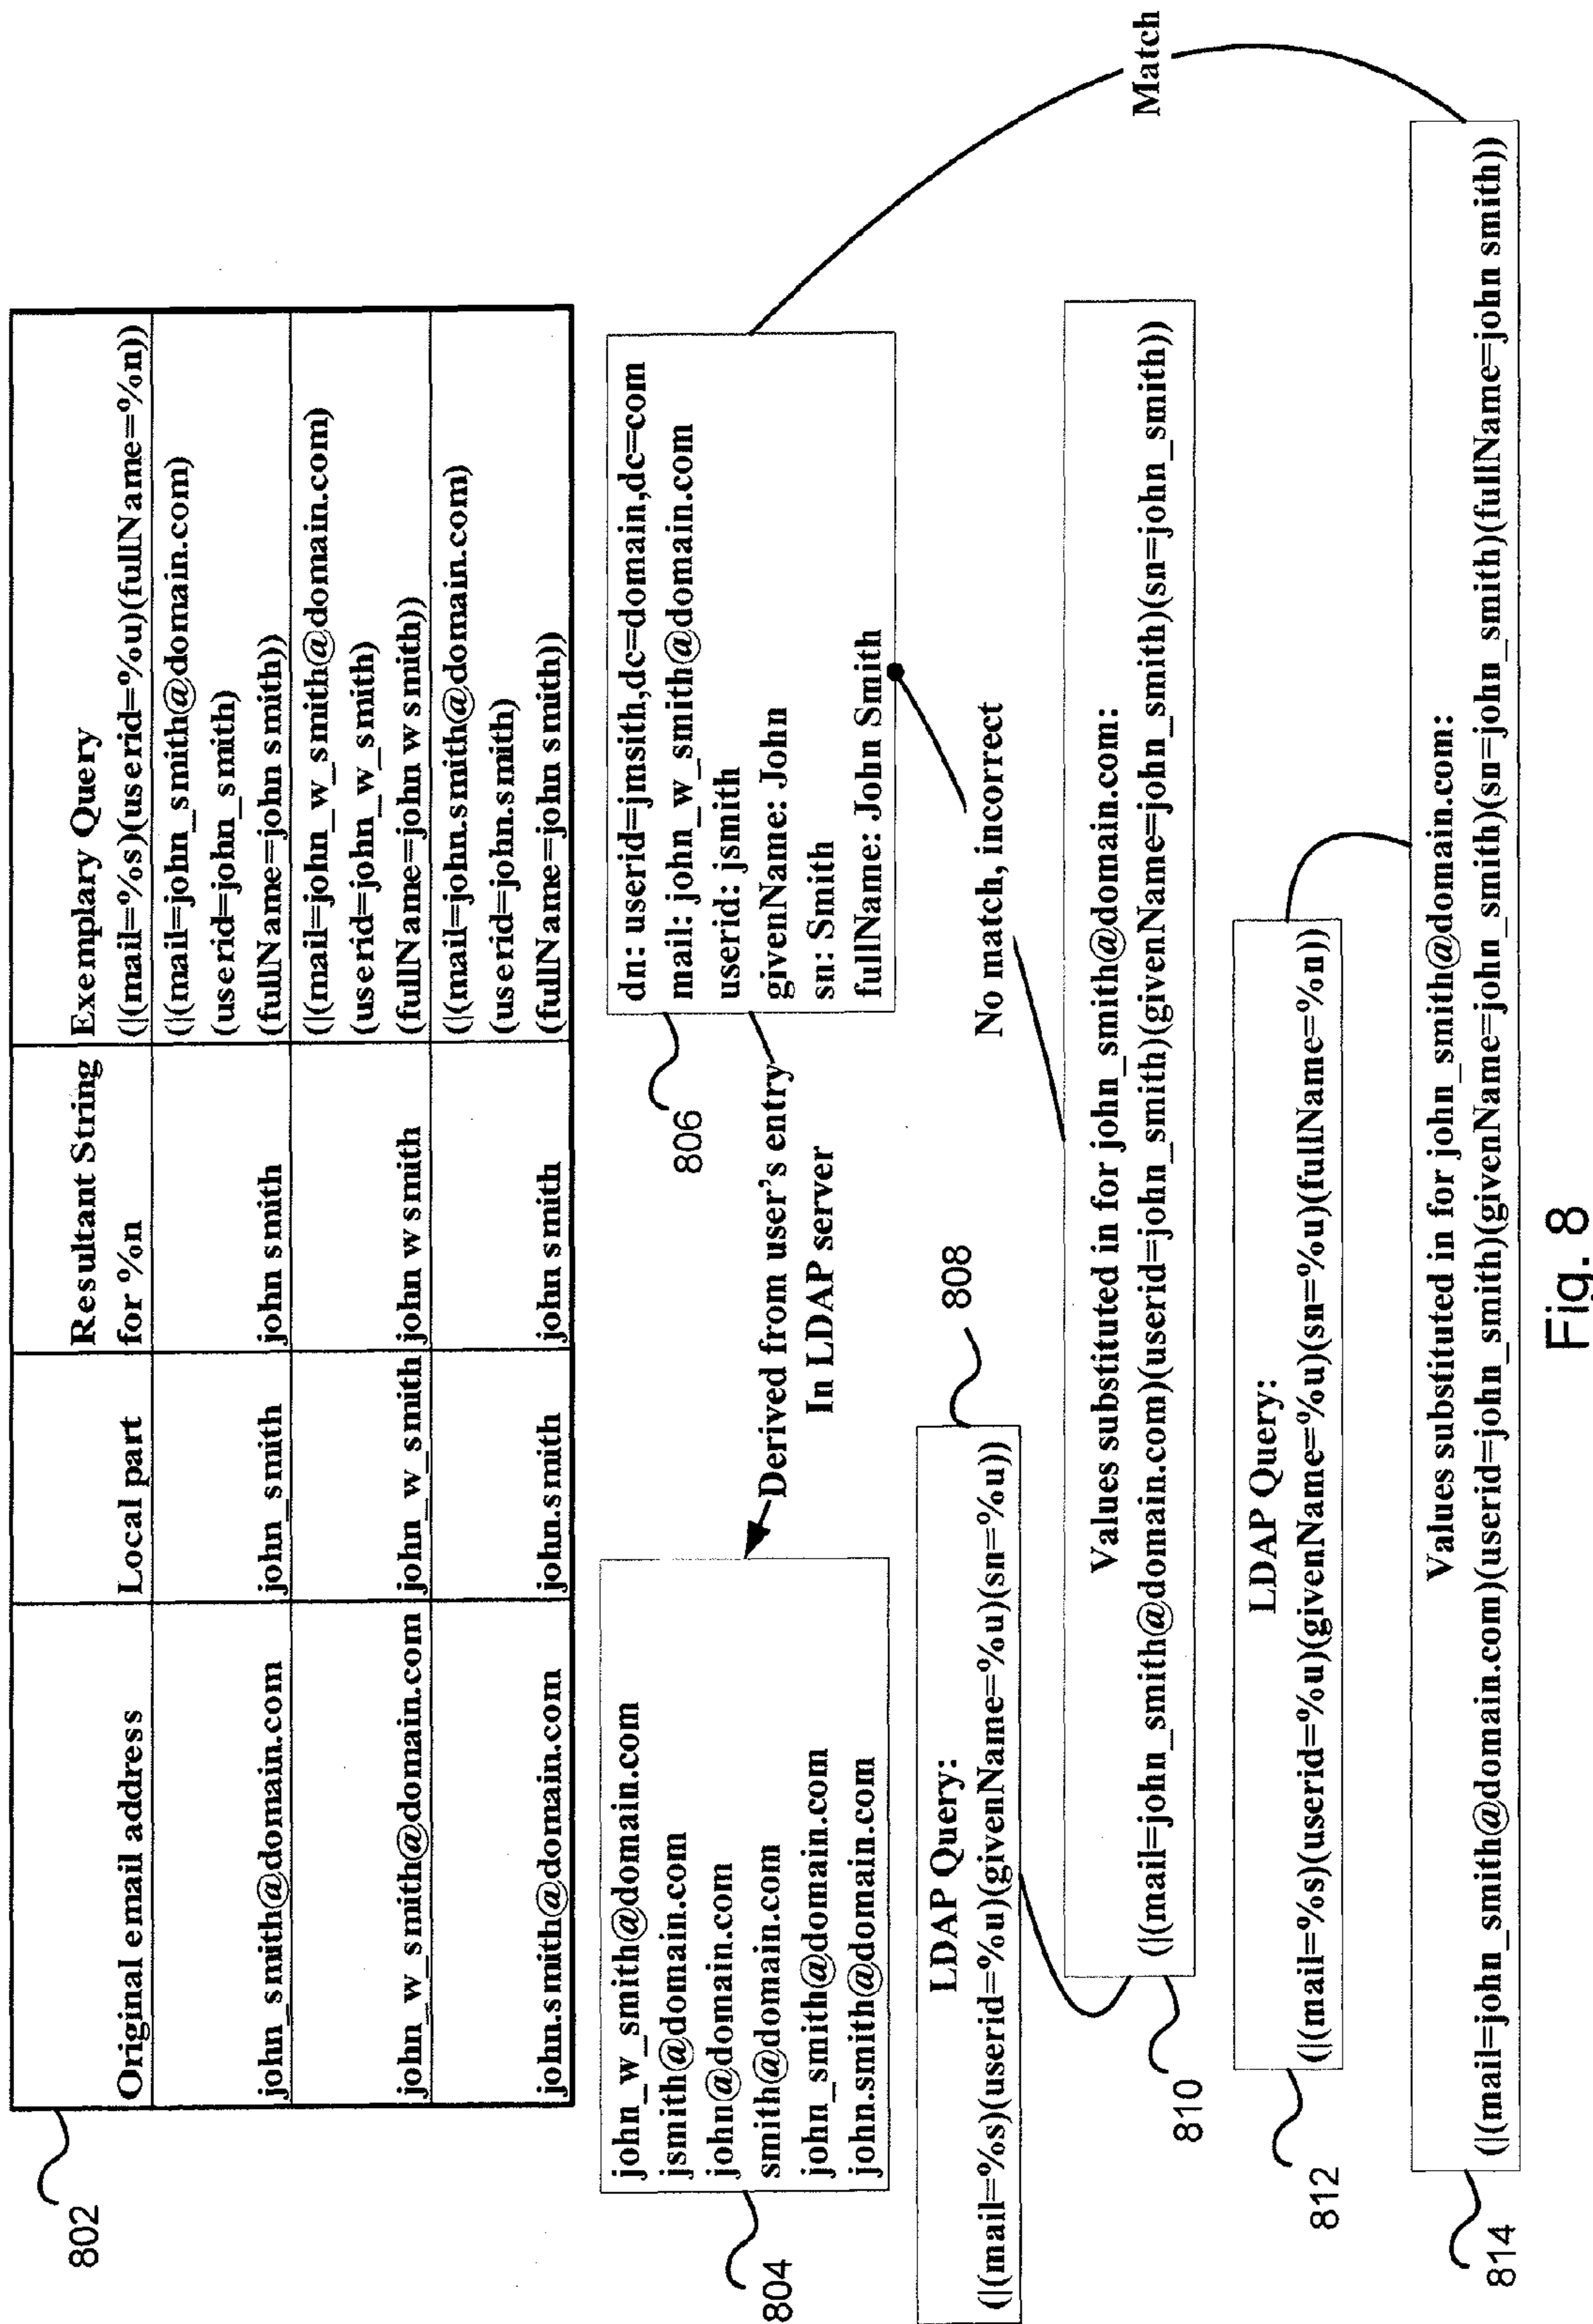 802
Original email address Local part Resultant String for %n Exemplary Query
(|(mail=%s)(userid=%u)(fullName=%n))
john_smith@domain.com john_smith john smith (|(mail=john_smith@domain.com)
(userid=john_smith)
(fullName=john smith))
john_w_smith@domain.com john_w_smith john w smith (|(mail=john_w_smith@domain.com)
(userid=john_w_smith)
(fullName=john w smith))
john.smith@domain.com john.smith john smith (|(mail=john.smith@domain.com)
(userid=john.smith)
(fullName=john smith))
804
john_w_smith@domain.com
jsmith@domain.com
john@domain.com
smith@domain.com
john_smith@domain.com
john.smith@domain.com
Derived from user's entry
In LDAP server
806
dn: userid=jmsith,dc=domain,dc=com
mail: john_w_smith@domain.com
userid: jsmith
givenName: John
sn: Smith
fullName: John Smith
808
LDAP Query:
(|(mail=%s)(userid=%u)(givenName=%u)(sn=%u))
No match, incorrect
Match
810
Values substituted in for john_smith@domain.com:
(|(mail=john_smith@domain.com)(userid=john_smith)(givenName=john_smith)(sn=john_smith))
812
LDAP Query:
(|(mail=%s)(userid=%u)(givenName=%u)(sn=%u)(fullName=%n))
814
Values substituted in for john_smith@domain.com:
(|(mail=john_smith@domain.com)(userid=john_smith)(givenName=john_smith)(sn=john_smith)(fullName=john smith))
Fig. 8